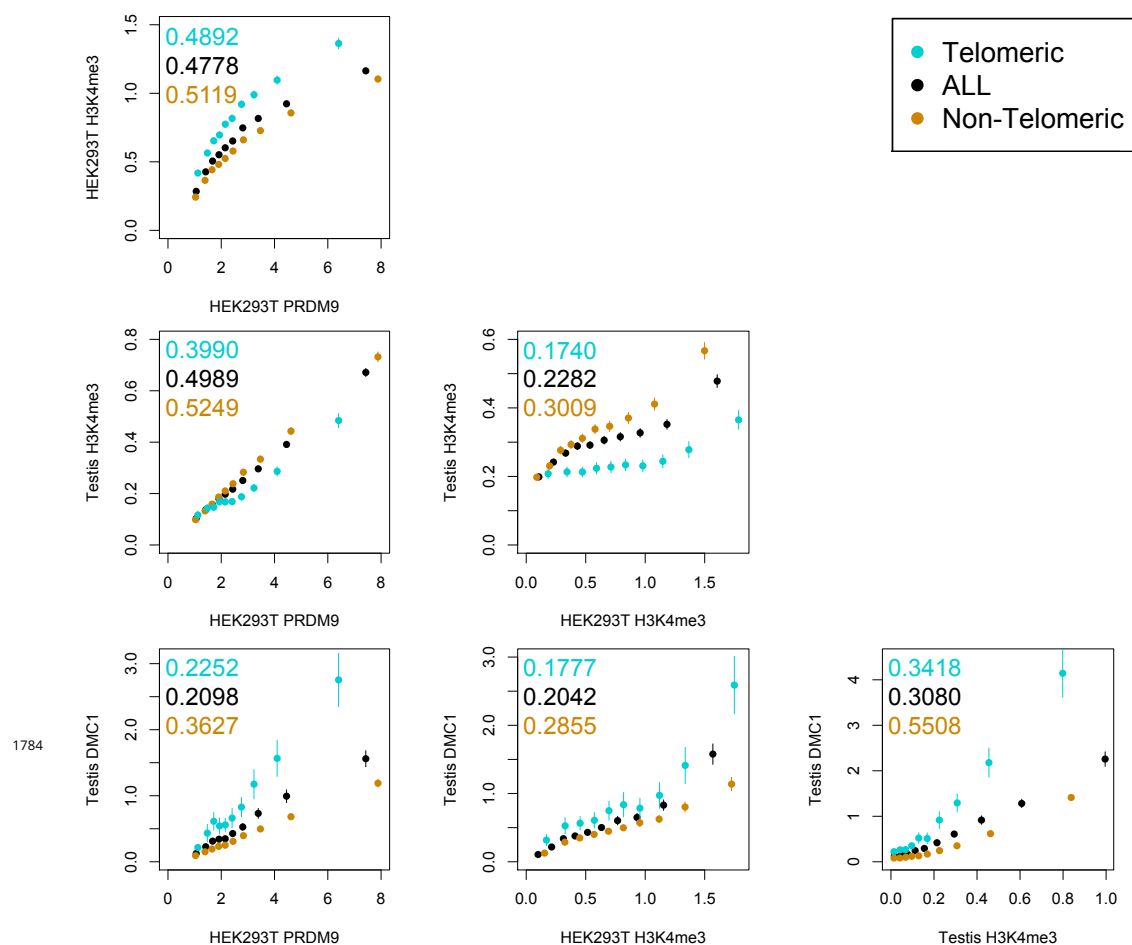 0.4892
0.4778
0.5119
HEK293T H3K4me3
0.0 0.5 1.0 1.5
0 2 4 6 8
HEK293T PRDM9
Telomeric
ALL
Non-Telomeric
0.3990
0.4989
0.5249
Testis H3K4me3
0.0 0.2 0.4 0.6 0.8
0 2 4 6 8
HEK293T PRDM9
0.1740
0.2282
0.3009
Testis H3K4me3
0.0 0.2 0.4 0.6
0.0 0.5 1.0 1.5
HEK293T H3K4me3
1784
0.2252
0.2098
0.3627
Testis DMC1
0.0 1.0 2.0 3.0
0 2 4 6 8
HEK293T PRDM9
0.1777
0.2042
0.2855
Testis DMC1
0.0 1.0 2.0 3.0
0.0 0.5 1.0 1.5
HEK293T H3K4me3
0.3418
0.3080
0.5508
Testis DMC1
0 1 2 3 4
0.0 0.2 0.4 0.6 0.8 1.0
Testis H3K4me3